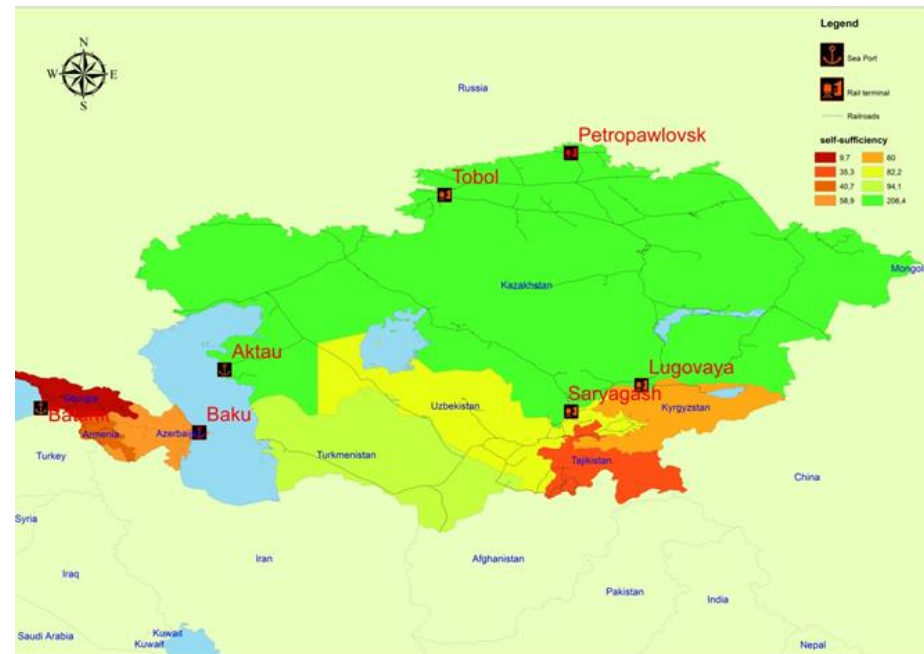 Legend
Sea Port
Rail terminal
Railroads
self-sufficiency
9,7
60
35,3
82,2
40,7
94,1
58,9
206,4
N
W
E
S
Russia
Petropawlovsk
Tobol
Kazakhstan
Mongol
Aktau
Lugovaya
Saryagash
Uzbekistan
Kyrgyzstan
Baku
Armenia
Azerbaij
Turkmenistan
Tajikistan
Turkey
China
Syria
Iran
Afghanistan
Iraq
Pakistan
India
Saudi Arabia
Kuwait
Kuwait
Nepal